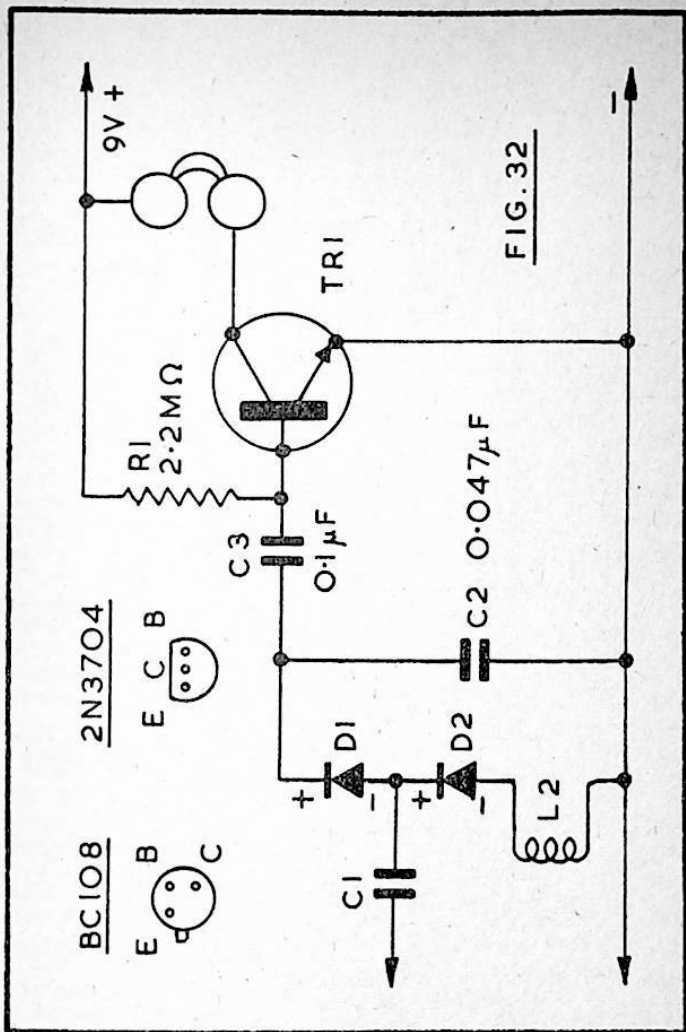 BC108
E B
C
2N3704
E C B
9V +
R1
2·2MΩ
TR1
C3
0·1µF
+
D1
-
C1
+
D2
-
L2
C2 0·047µF
FIG. 32
-